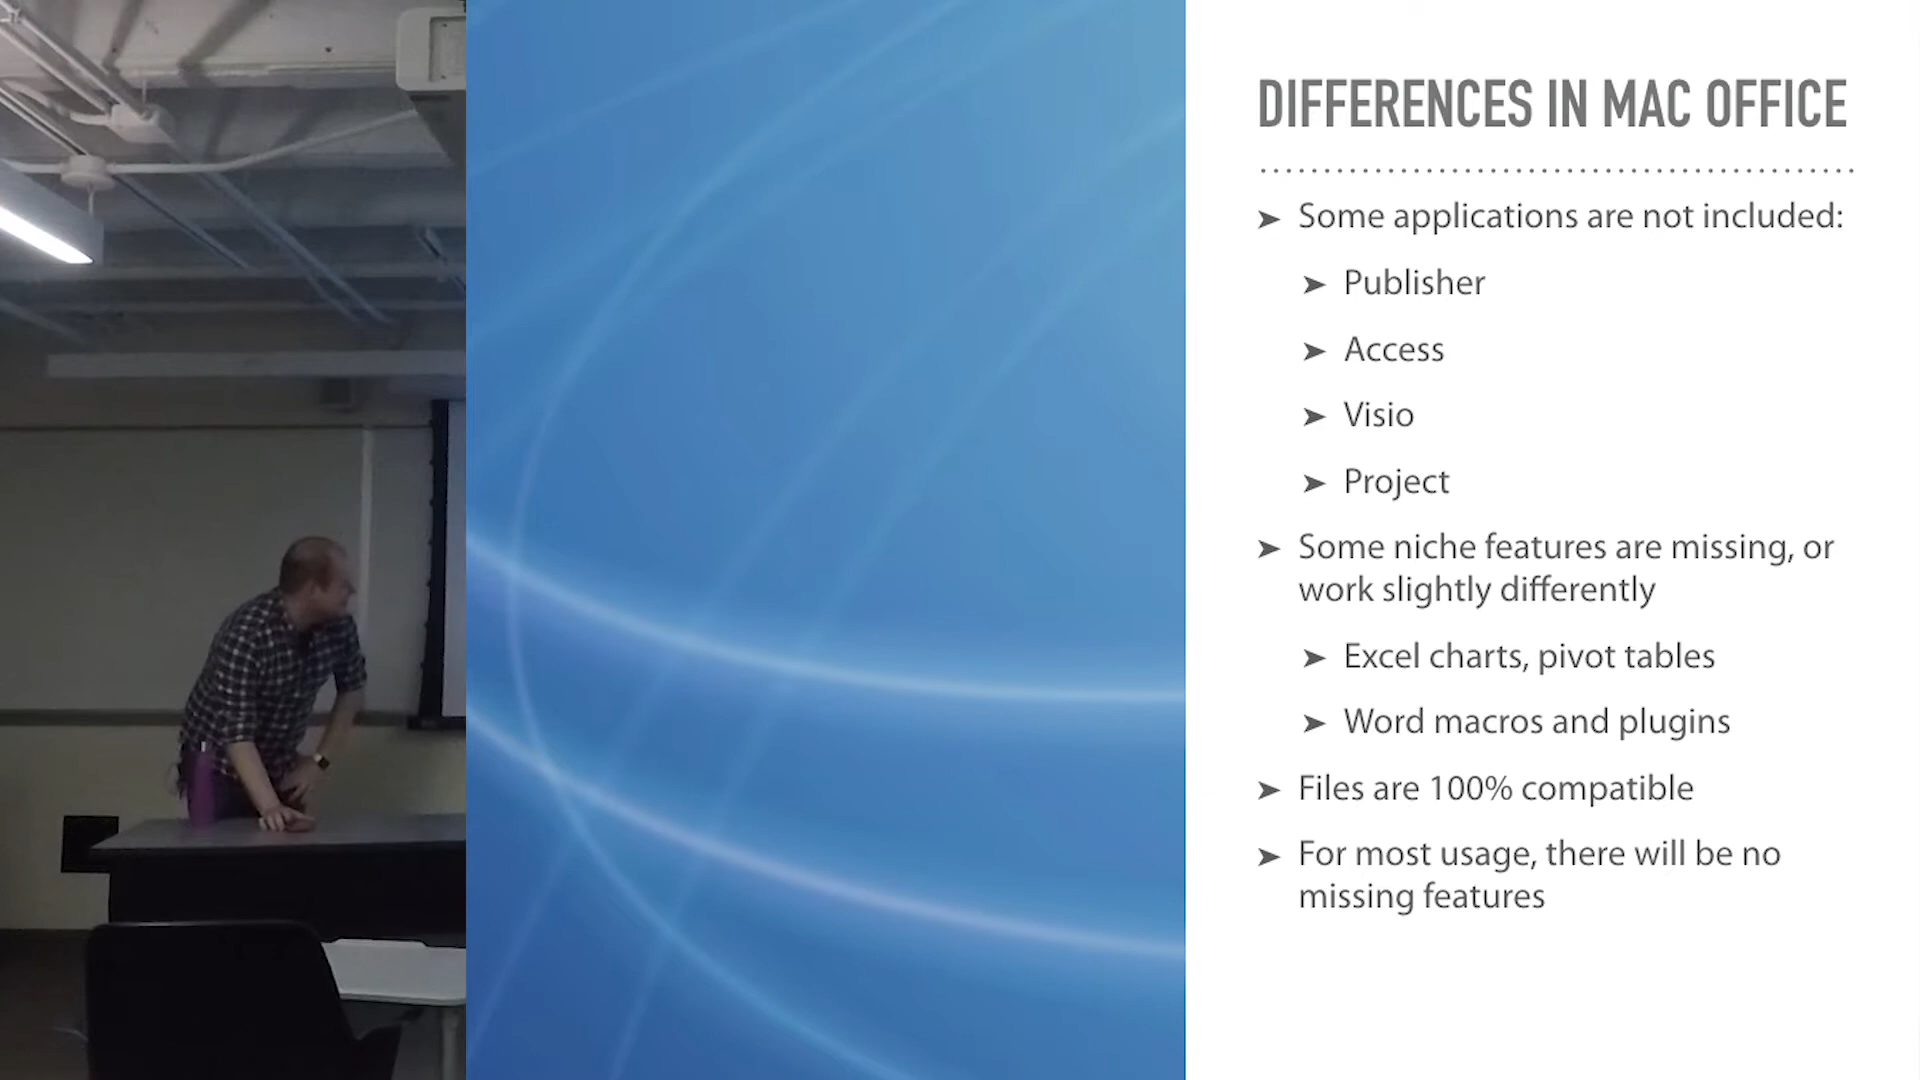 DIFFERENCES IN MAC OFFICE
➤ Some applications are not included:
➤ Publisher
➤ Access
➤ Visio
➤ Project
➤ Some niche features are missing, or
work slightly differently
➤ Excel charts, pivot tables
➤ Word macros and plugins
➤ Files are 100% compatible
➤ For most usage, there will be no
missing features